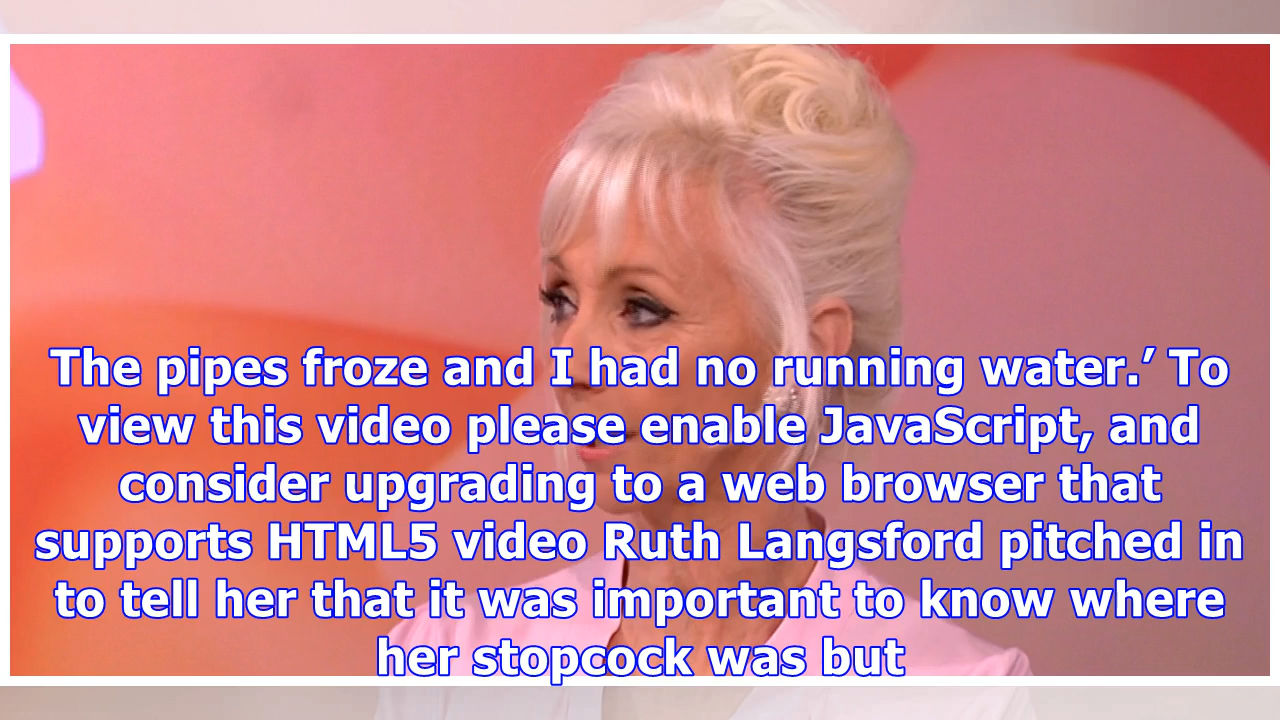 The pipes froze and I had no running water.’ To
view this video please enable JavaScript, and
consider upgrading to a web browser that
supports HTML5 video Ruth Langsford pitched in
to tell her that it was important to know where
her stopcock was but